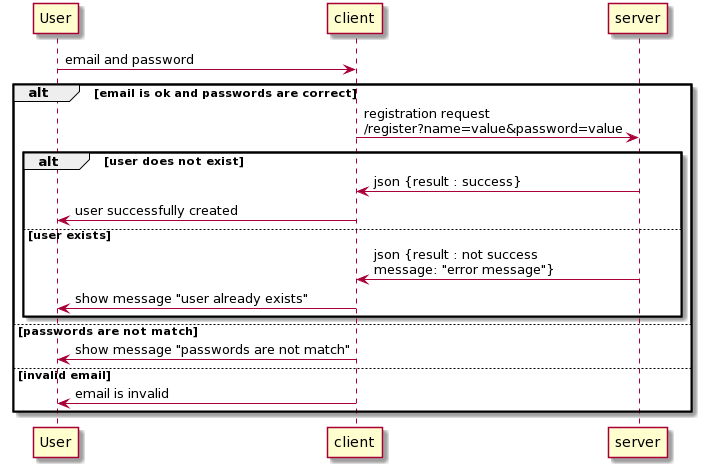 User client server
email and password
alt [email is ok and passwords are correct]
registration request
/register?name=value&password=value
alt [user does not exist]
json {result : success}
user successfully created
[user exists]
json {result : not success
message: "error message"}
show message "user already exists"
[passwords are not match]
show message "passwords are not match"
[invalid email]
email is invalid
User client server